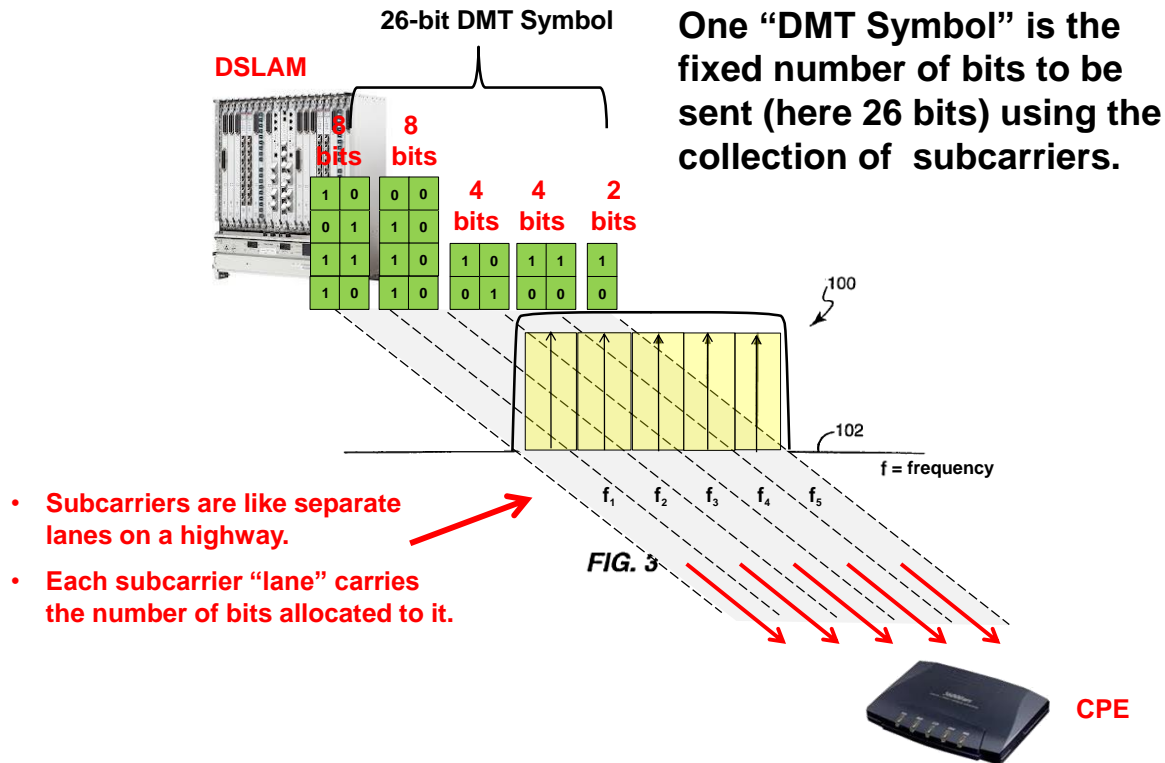 26-bit DMT Symbol
One “DMT Symbol” is the
fixed number of bits to be
sent (here 26 bits) using the
collection of subcarriers.
DSLAM
8
bits
8
bits
4
bits
4
bits
2
bits
1 0
0 1
1 1
1 0
0 0
1 0
1 0
1 0
1 0
0 1
1 1
0 0
1
0
100
102
f = frequency
f1 f2 f3 f4 f5
• Subcarriers are like separate
lanes on a highway.
• Each subcarrier “lane” carries
the number of bits allocated to it.
FIG. 3
CPE